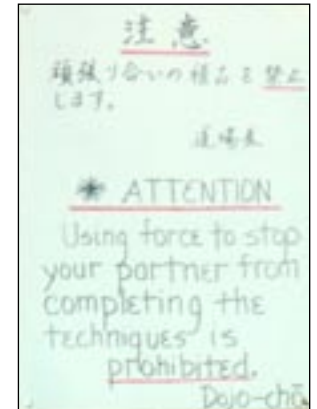 注意
頑張り合いの稽古を禁止
します。
道場長
* ATTENTION
Using force to stop
your partner from
completing the
techniques is
prohibited.
Dojo-chō